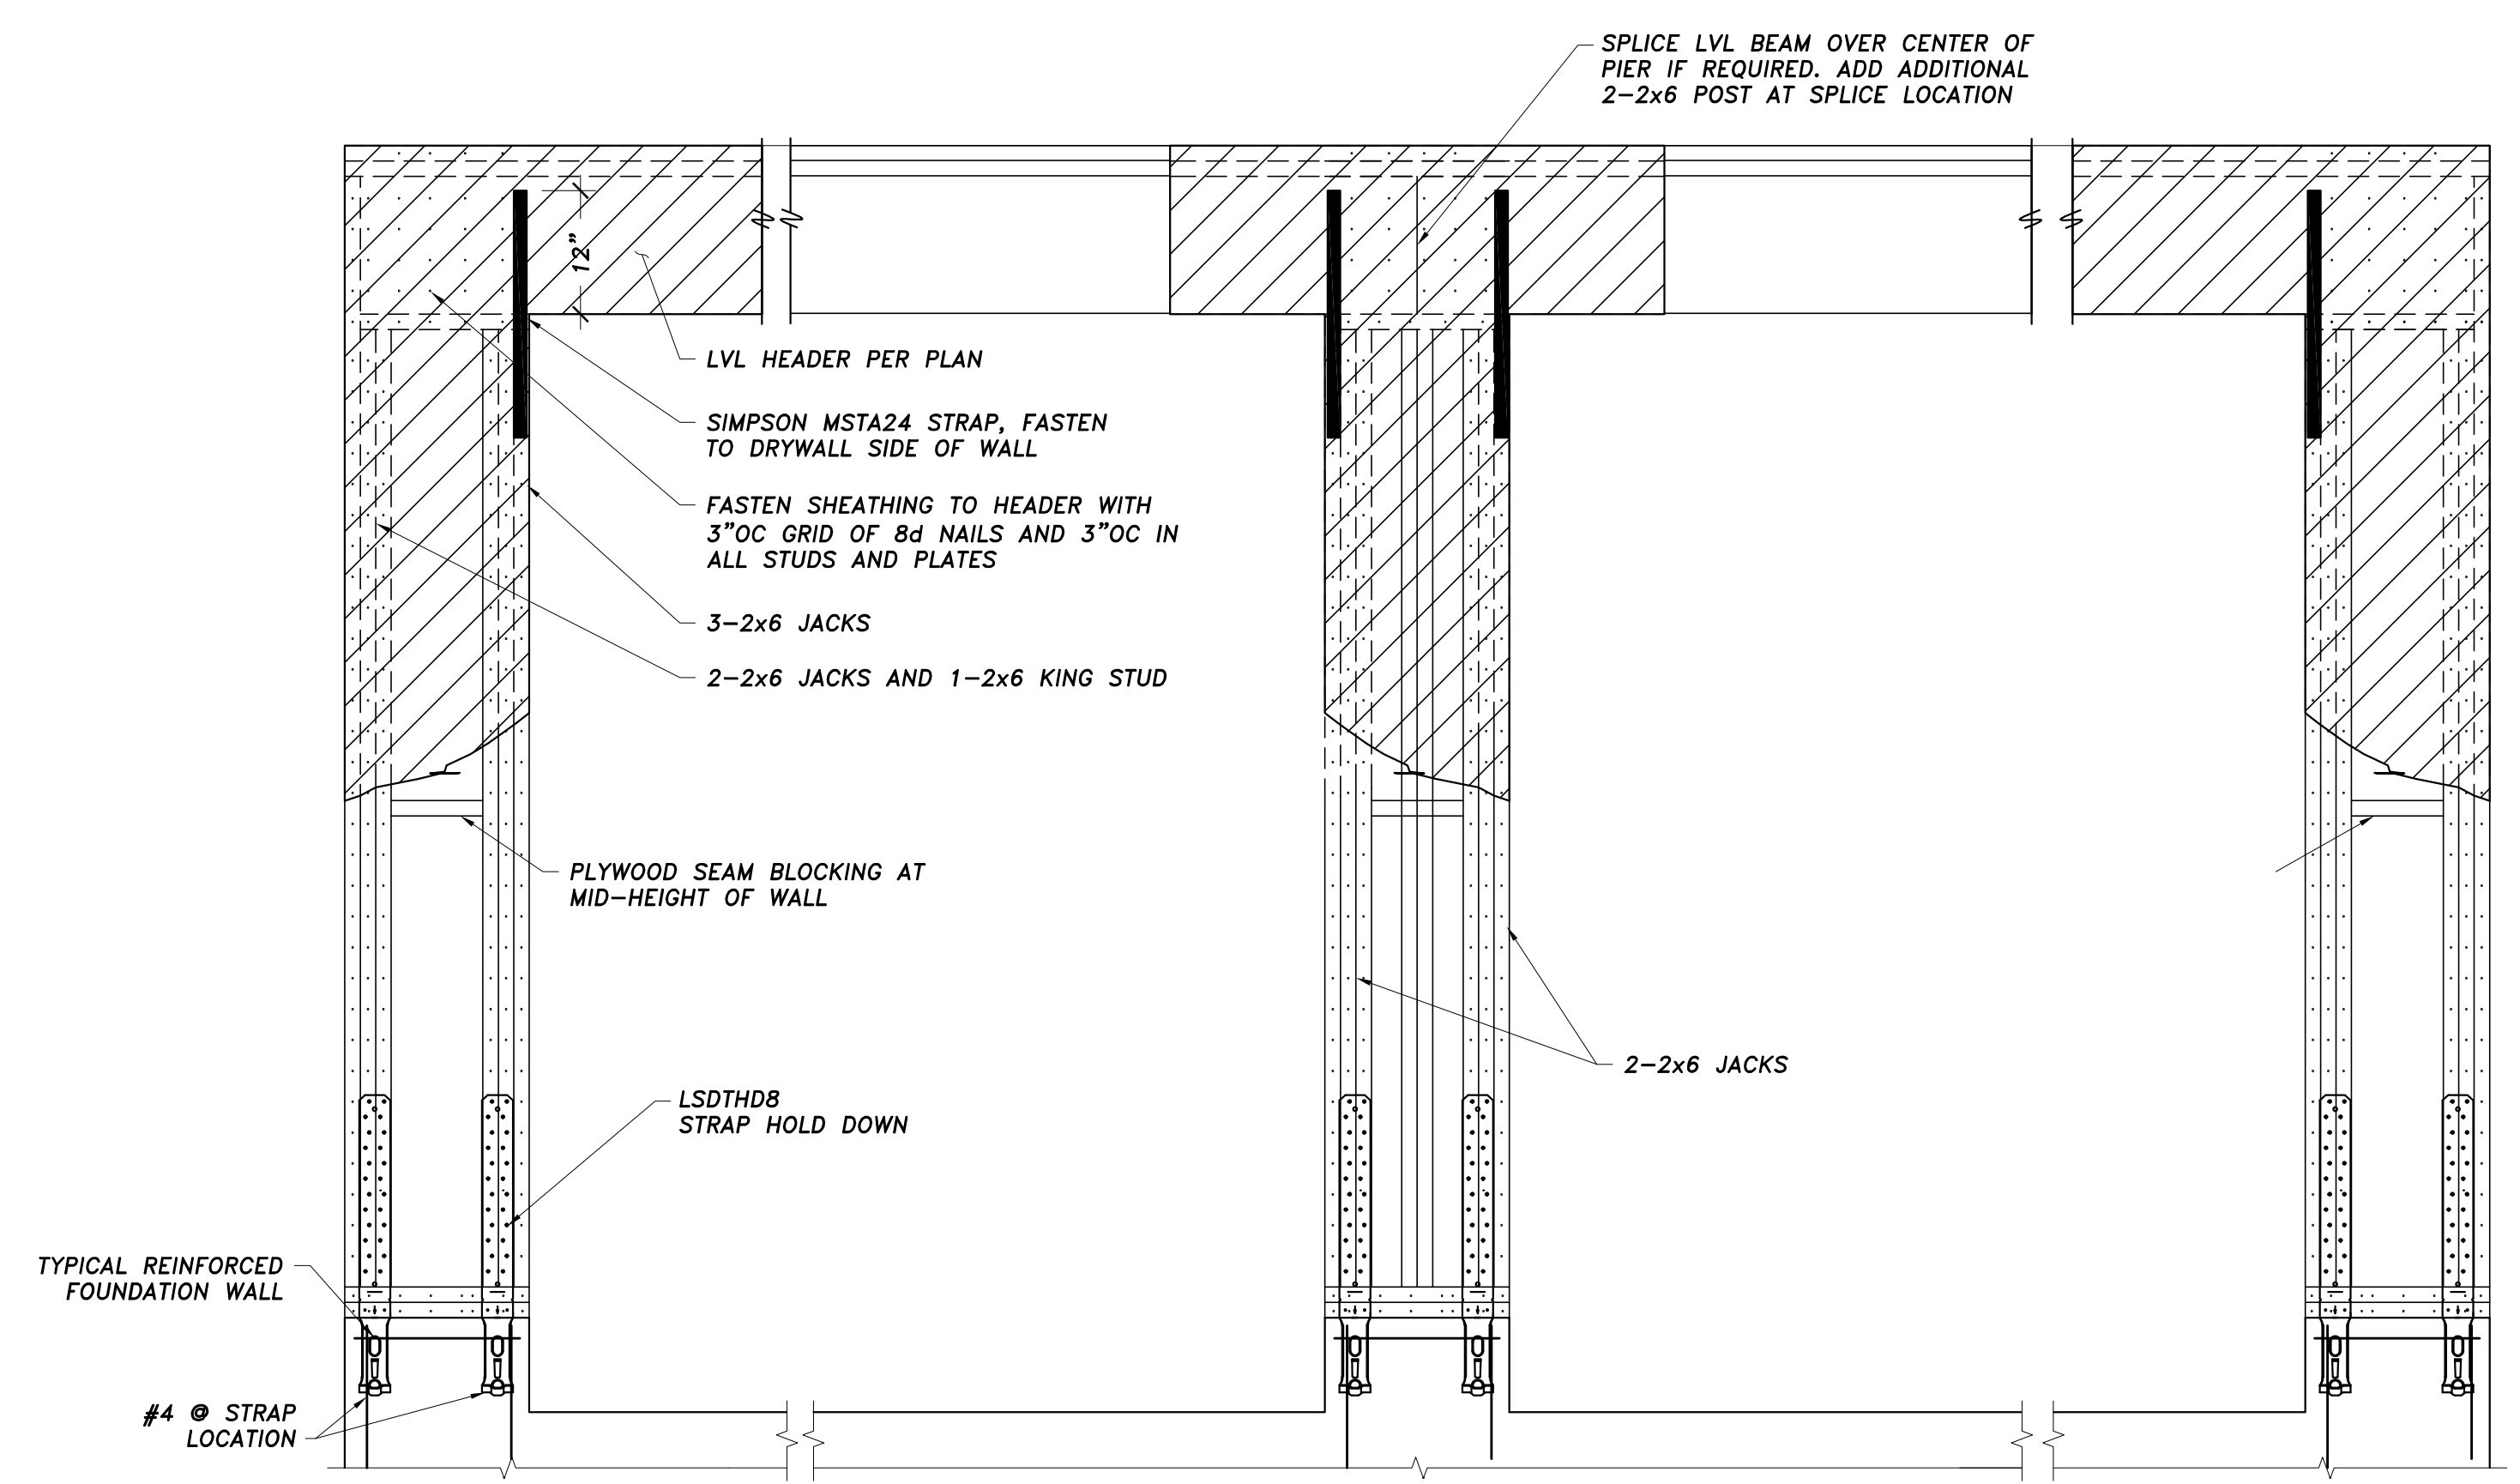 SPLICE LVL BEAM OVER CENTER OF
PIER IF REQUIRED. ADD ADDITIONAL
2-2x6 POST AT SPLICE LOCATION
12"
LVL HEADER PER PLAN
SIMPSON MSTA24 STRAP, FASTEN
TO DRYWALL SIDE OF WALL
FASTEN SHEATHING TO HEADER WITH
3"OC GRID OF 8d NAILS AND 3"OC IN
ALL STUDS AND PLATES
3-2x6 JACKS
2-2x6 JACKS AND 1-2x6 KING STUD
PLYWOOD SEAM BLOCKING AT
MID-HEIGHT OF WALL
2-2x6 JACKS
LSDTHD8
STRAP HOLD DOWN
TYPICAL REINFORCED
FOUNDATION WALL
#4 @ STRAP
LOCATION